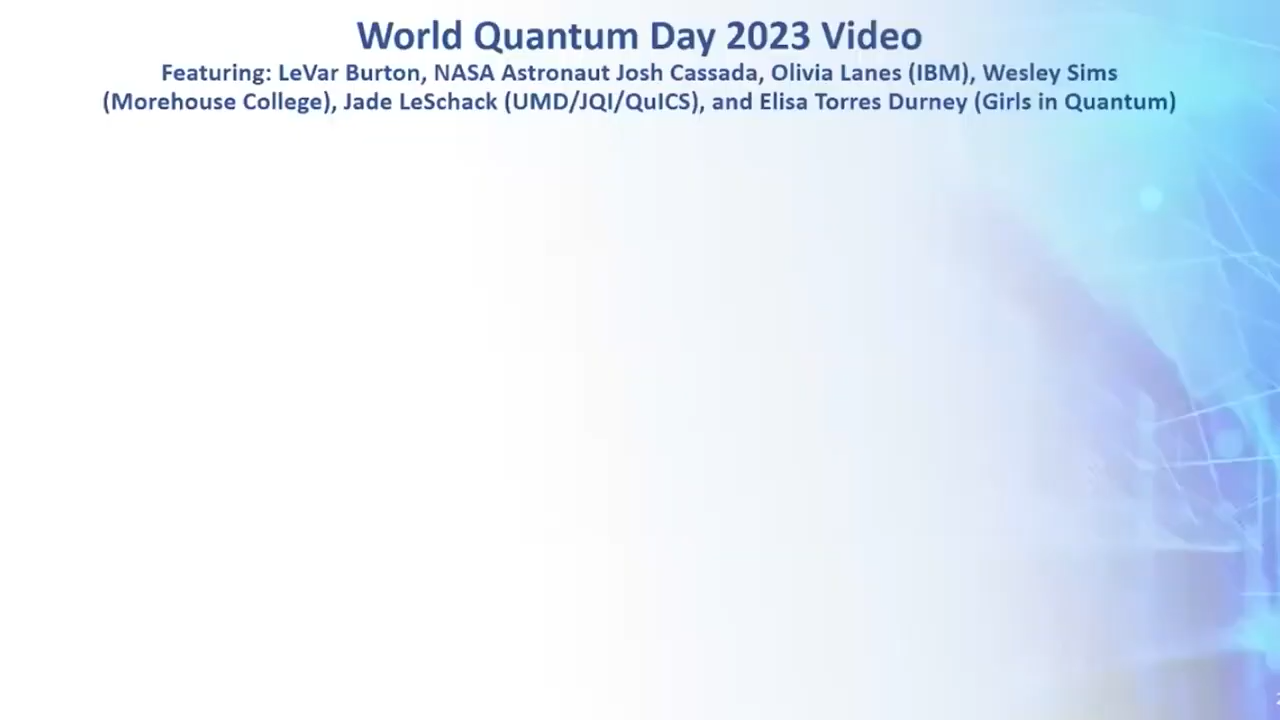 World Quantum Day 2023 Video
Featuring: LeVar Burton, NASA Astronaut Josh Cassada, Olivia Lanes (IBM), Wesley Sims
(Morehouse College), Jade LeSchack (UMD/JQI/QuICS), and Elisa Torres Durney (Girls in Quantum)